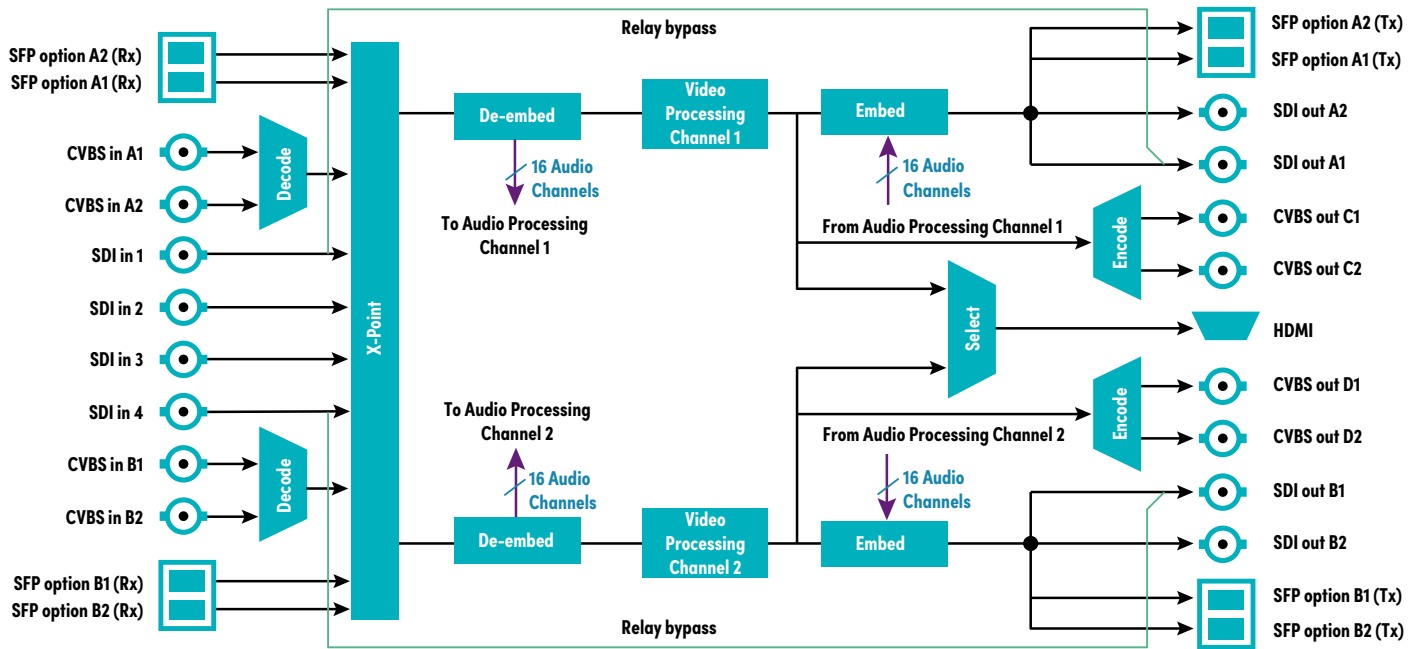 Relay bypass
SFP option A2 (Rx)
SFP option A1 (Rx)
CVBS in A1
CVBS in A2
SDI in 1
SDI in 2
SDI in 3
SDI in 4
CVBS in B1
CVBS in B2
SFP option B1 (Rx)
SFP option B2 (Rx)
Decode
Decode
X-Point
De-embed
16 Audio
Channels
To Audio Processing
Channel 1
Video
Processing
Channel 1
Embed
16 Audio
Channels
From Audio Processing Channel 1
Encode
Select
To Audio Processing
Channel 2
16 Audio
Channels
De-embed
Video
Processing
Channel 2
From Audio Processing Channel 2
16 Audio
Channels
Embed
Encode
SFP option A2 (Tx)
SFP option A1 (Tx)
SDI out A2
SDI out A1
CVBS out C1
CVBS out C2
HDMI
CVBS out D1
CVBS out D2
SDI out B1
SDI out B2
SFP option B1 (Tx)
SFP option B2 (Tx)
Relay bypass